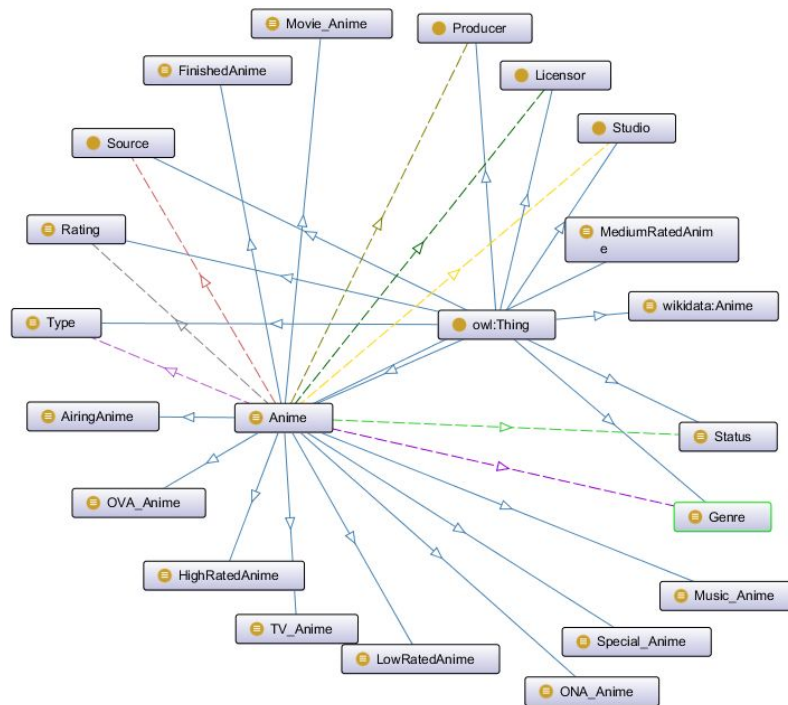 Movie_Anime
Producer
FinishedAnime
Licensor
Source
Studio
Rating
MediumRatedAnim
e
wikidata:Anime
Type
owl:Thing
AiringAnime
Anime
Status
OVA_Anime
Genre
HighRatedAnime
Music_Anime
TV_Anime
Special_Anime
LowRatedAnime
ONA_Anime